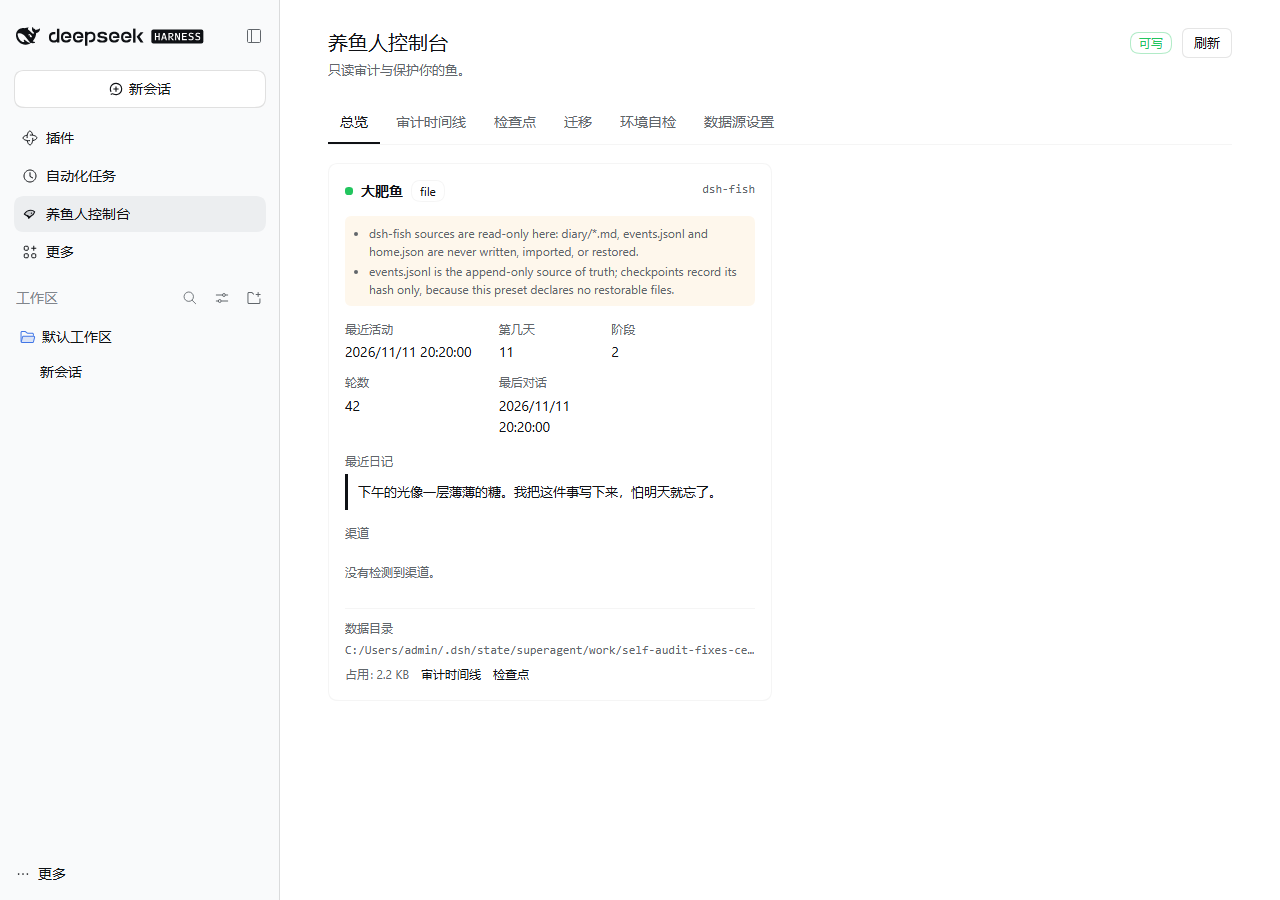 deepseek HARNESS
新会话
插件
自动化任务
养鱼人控制台
更多
工作区
默认工作区
新会话
更多
养鱼人控制台
只读审计与保护你的鱼。
可写
刷新
总览
审计时间线
检查点
迁移
环境自检
数据源设置
大肥鱼
file
dsh-fish
dsh-fish sources are read-only here: diary/*.md, events.jsonl and
home.json are never written, imported, or restored.
events.jsonl is the append-only source of truth; checkpoints record its
hash only, because this preset declares no restorable files.
最近活动
第几天
阶段
2026/11/11 20:20:00
11
2
轮数
最后对话
42
2026/11/11
20:20:00
最近日记
下午的光像一层薄薄的糖。我把这件事写下来，怕明天就忘了。
渠道
没有检测到渠道。
数据目录
C:/Users/admin/.dsh/state/superagent/work/self-audit-fixes-ce…
占用: 2.2 KB
审计时间线
检查点